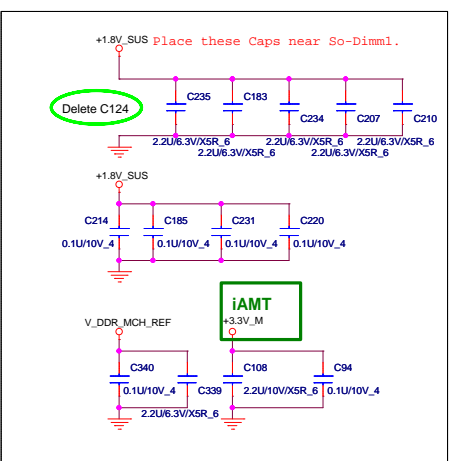 +1.8V_SUS Place these Caps near So-Dimm1.
Delete C124
C235 C183 C234 C207 C210
2.2U/6.3V/X5R_6 2.2U/6.3V/X5R_6 2.2U/6.3V/X5R_6
2.2U/6.3V/X5R_6 2.2U/6.3V/X5R_6
+1.8V_SUS
C214 C185 C231 C220
0.1U/10V_4 0.1U/10V_4 0.1U/10V_4 0.1U/10V_4
iAMT
V_DDR_MCH_REF +3.3V_M
C340 C108 C94
0.1U/10V_4 C339 2.2U/10V/X5R_6 0.1U/10V_4
2.2U/6.3V/X5R_6